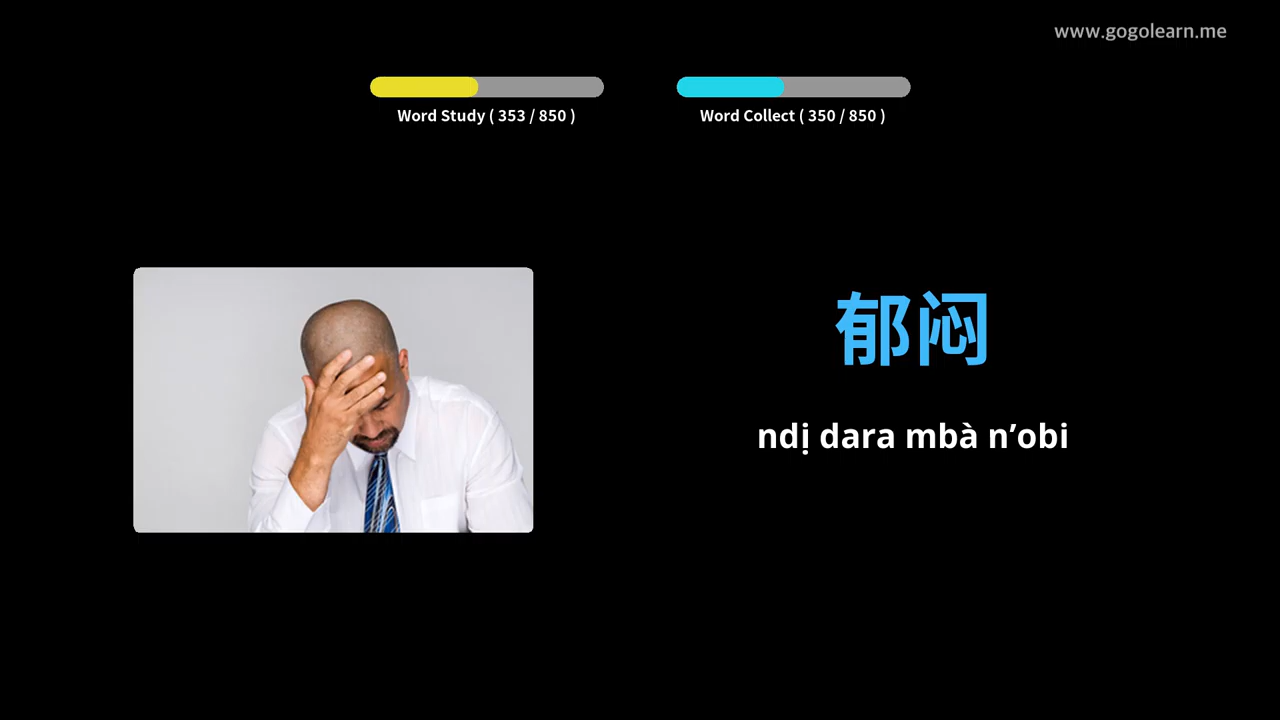 www.gogolearn.me
Word Study ( 353 / 850 )
Word Collect ( 350 / 850 )
郁闷
ndị dara mbà n’obi